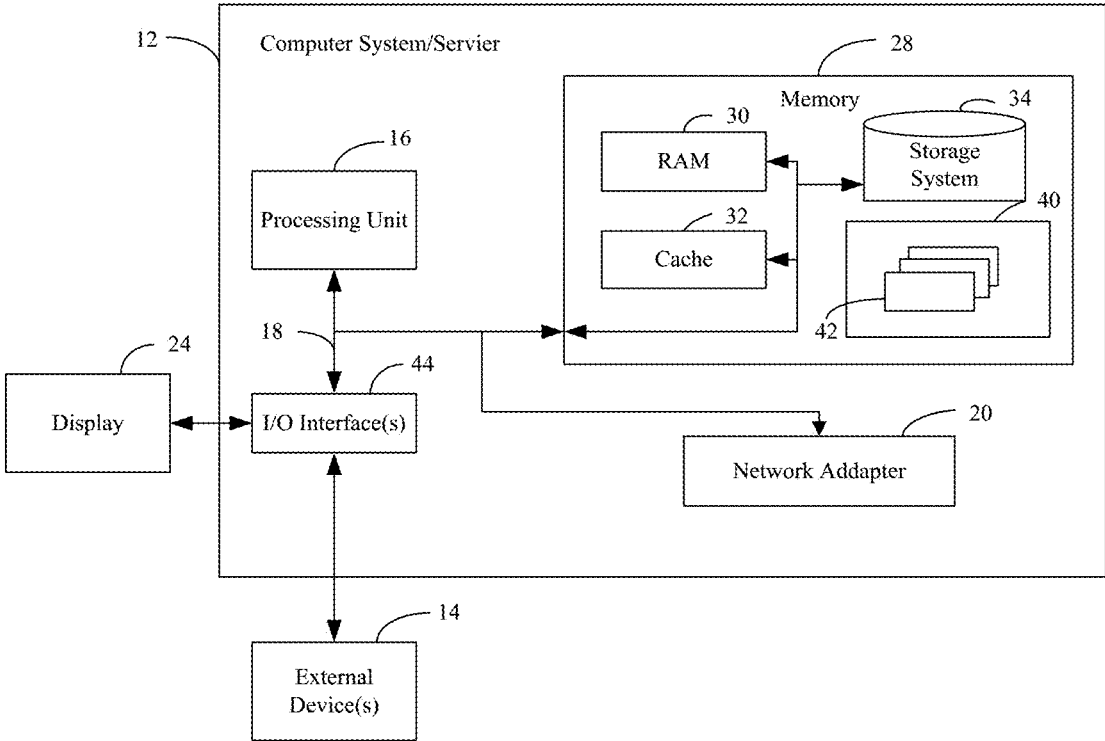 12
Computer System/Servier
28
Memory
34
30
RAM
Storage
System
16
Processing Unit
32
Cache
40
42
18
24
Display
44
I/O Interface(s)
20
Network Addapter
14
External
Device(s)